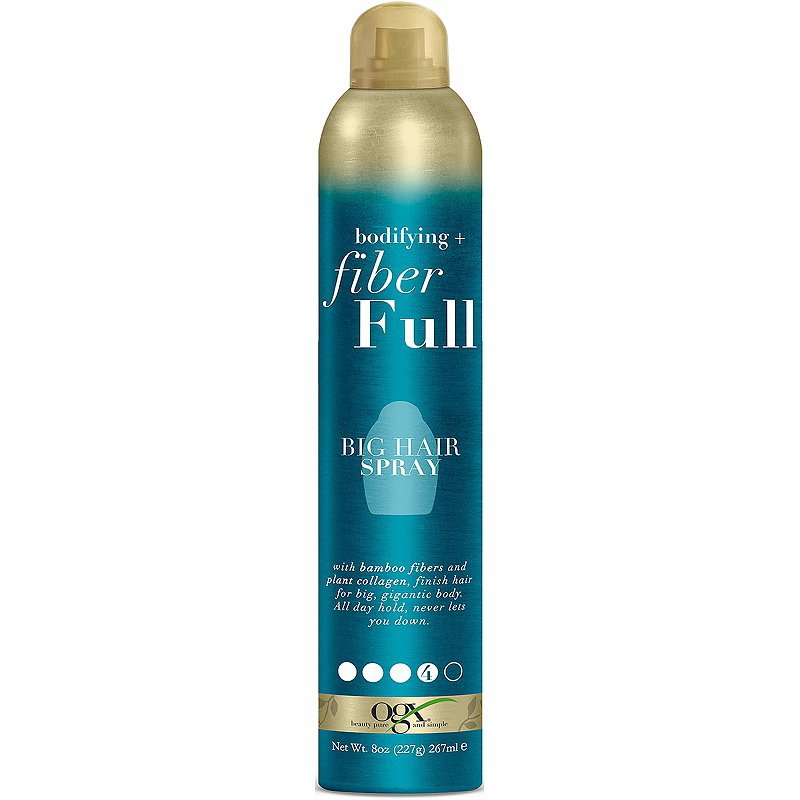 bodifying +
fiber
Full
BIG HAIR
SPRAY
with bamboo fibers and
plant collagen, finish hair
for big, gigantic body.
All day hold, never lets
you down.
4
ogx
beauty pure and simple
Net Wt. 8oz (227g) 267ml e